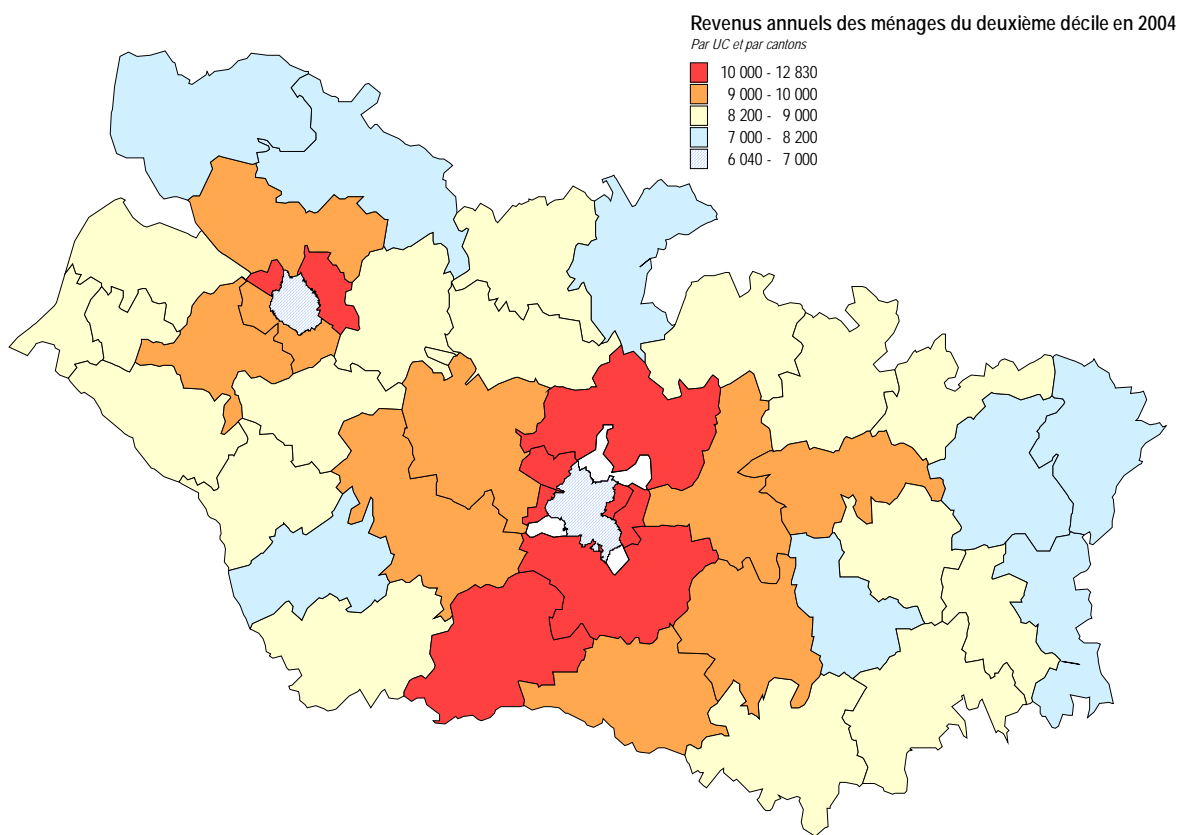 Revenus annuels des ménages du deuxième décile en 2004
Par UC et par cantons
10 000 - 12 830
9 000 - 10 000
8 200 - 9 000
7 000 - 8 200
6 040 - 7 000